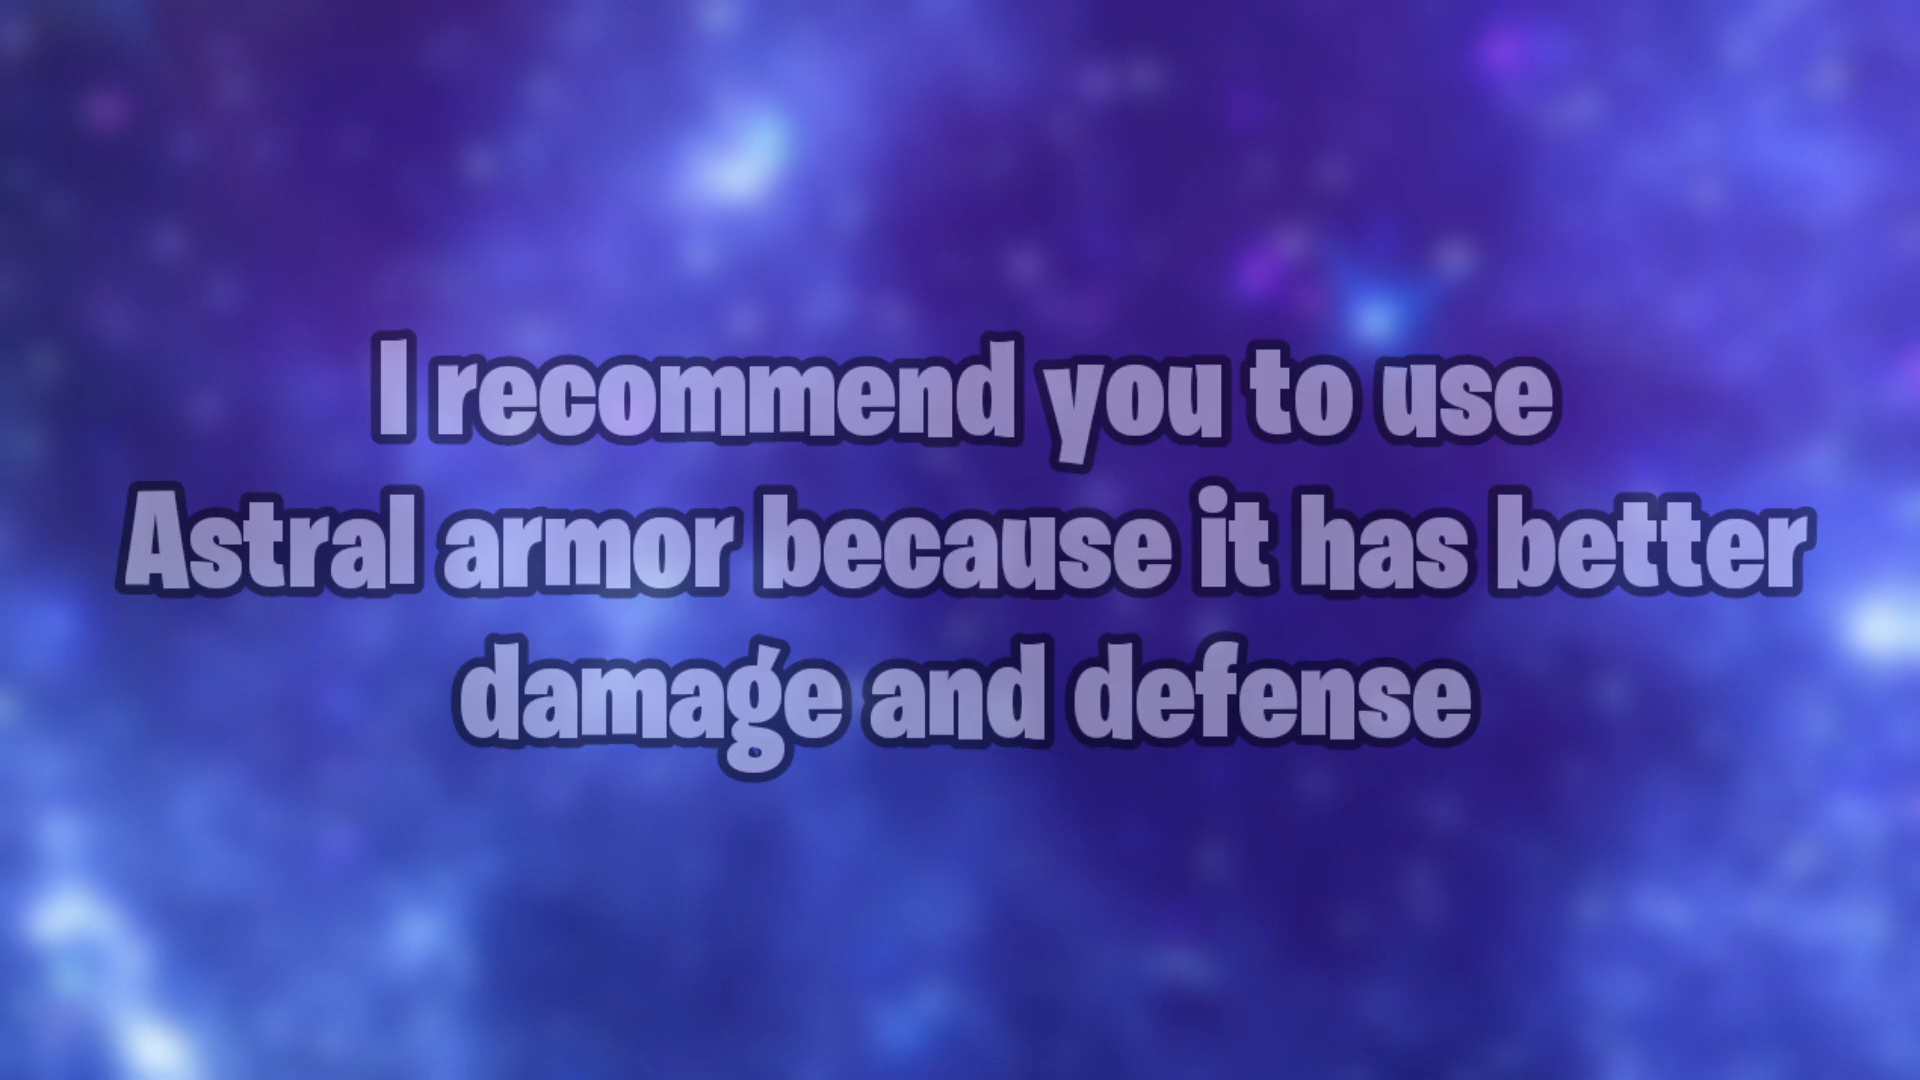 I recommend you to use
Astral armor because it has better
damage and defense